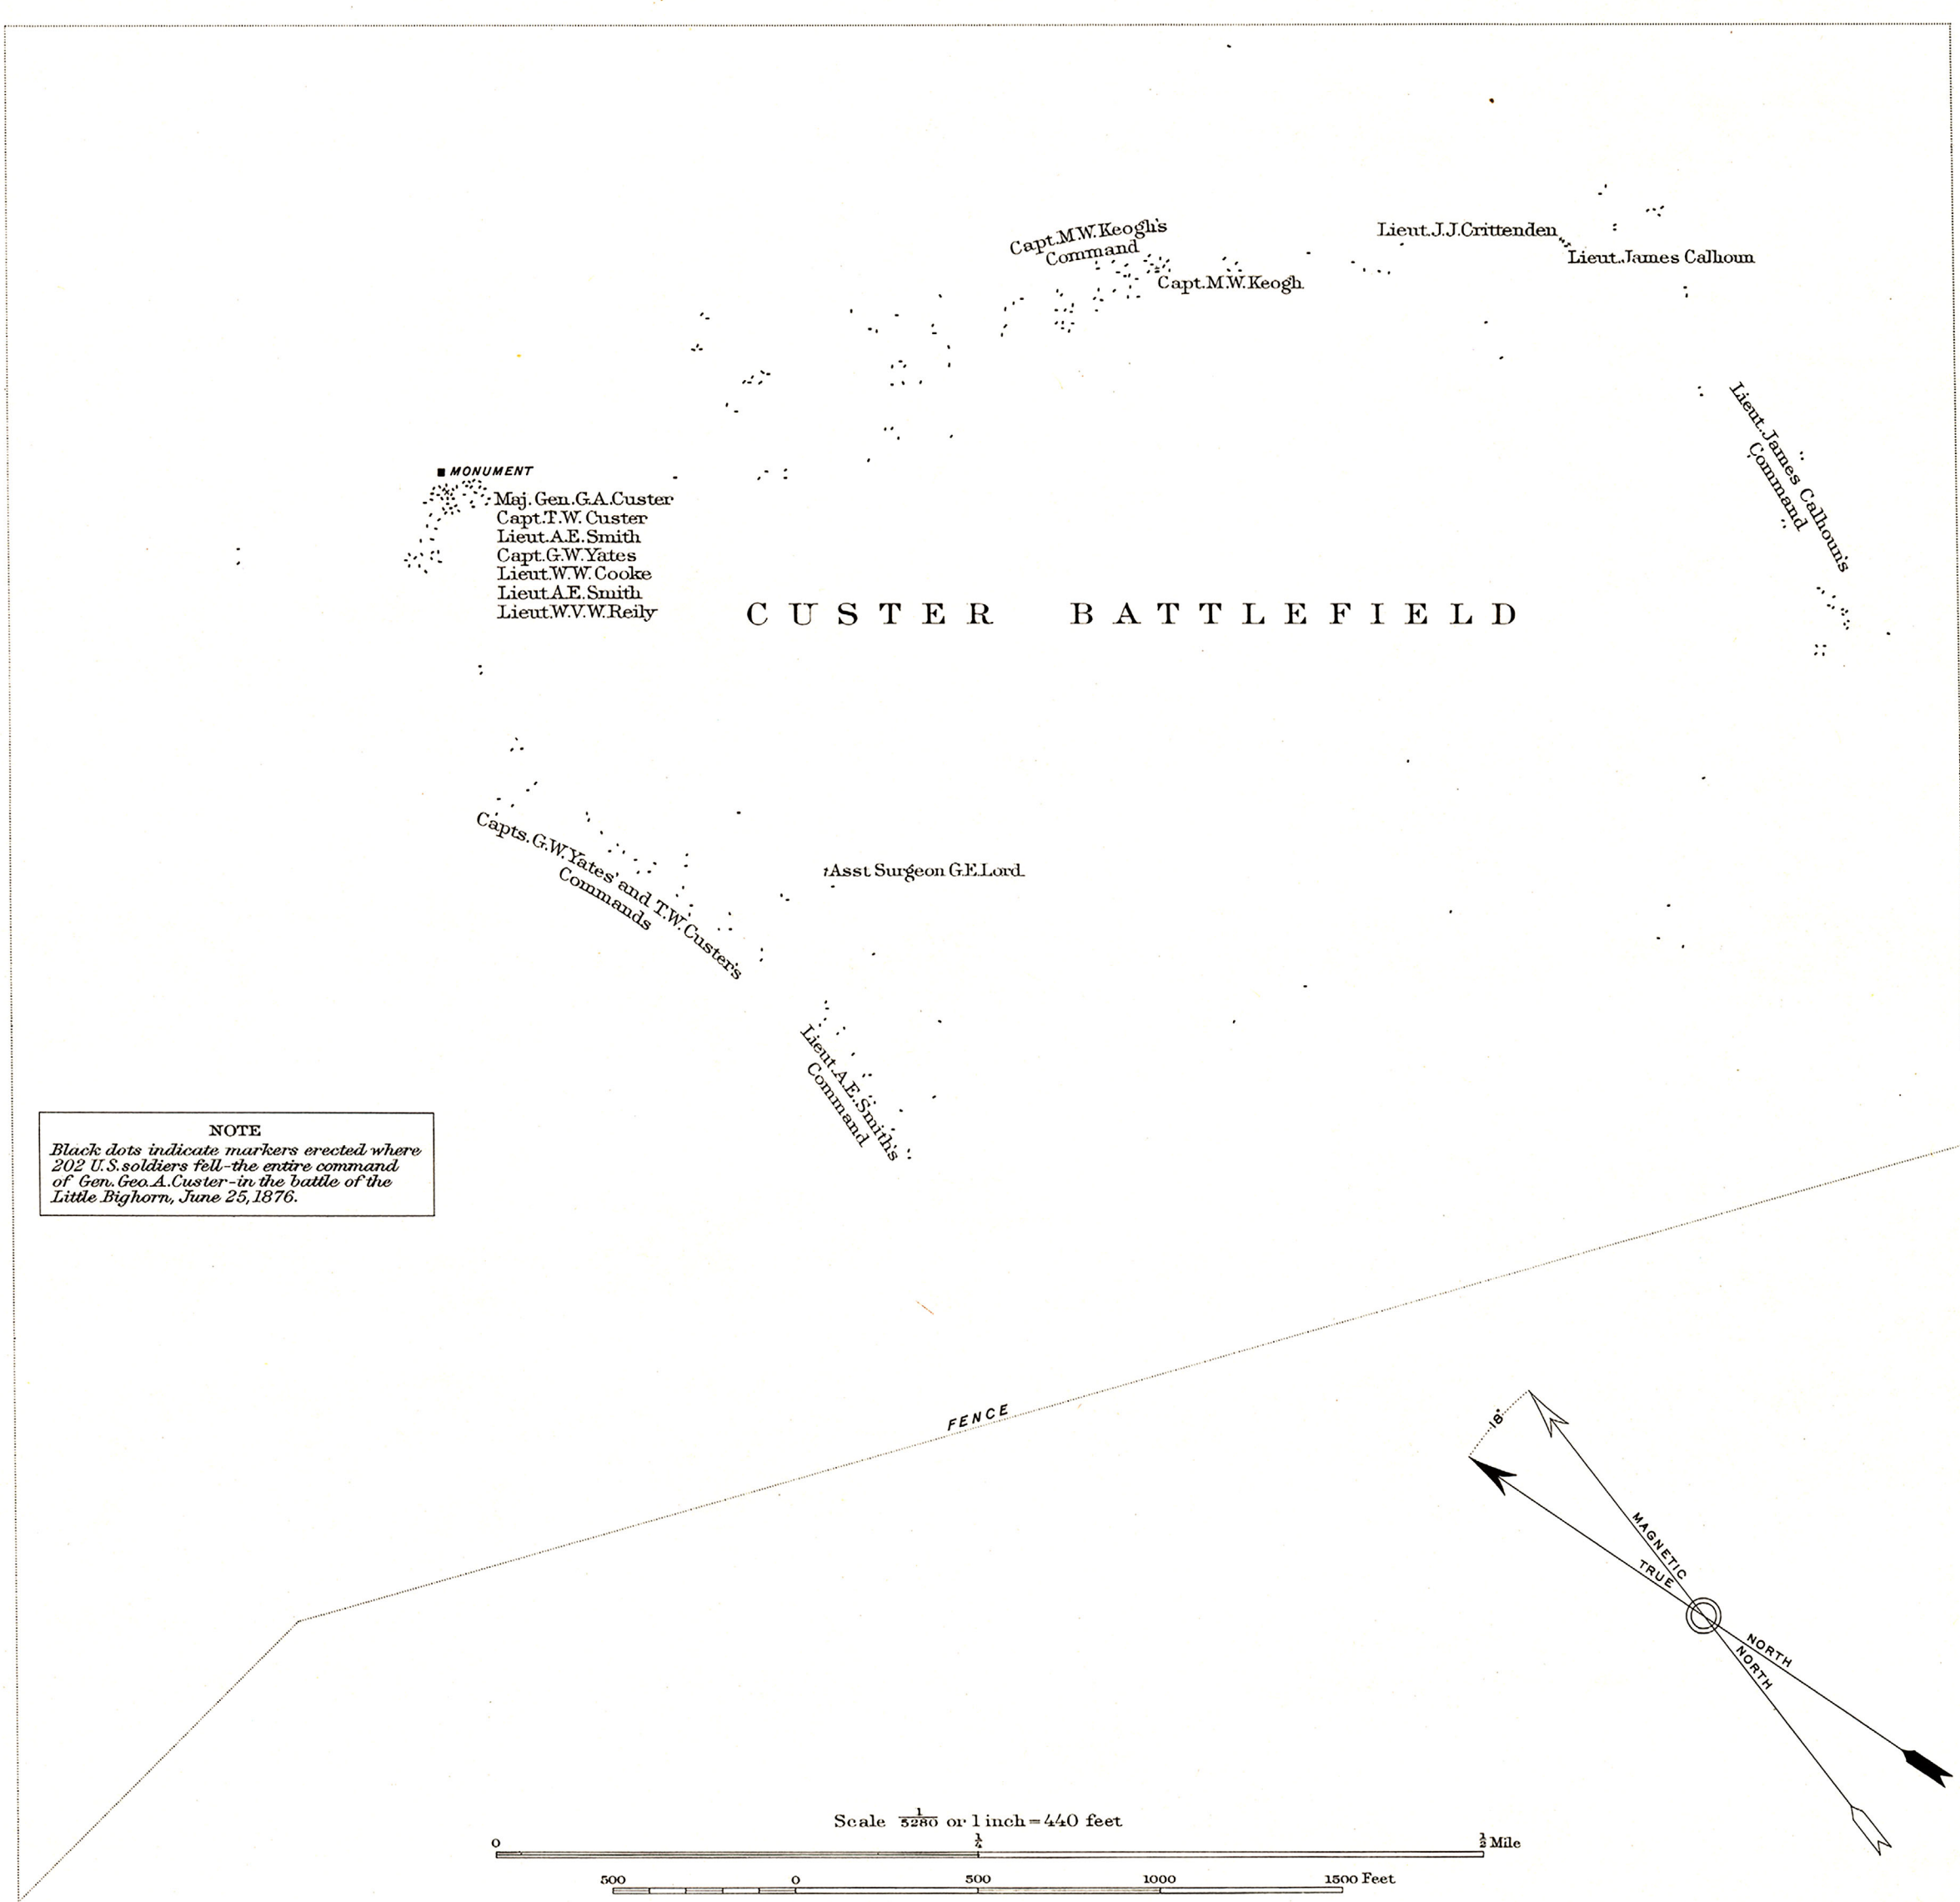 Capt. M.W. Keogh's
Command
Capt. M.W. Keogh
Lieut. J.J. Crittenden
Lieut. James Calhoun
Lieut. James Calhoun's
Command
MONUMENT
Maj. Gen. G.A. Custer
Capt. T.W. Custer
Lieut. A.E. Smith
Capt. G.W. Yates
Lieut. W.W. Cooke
Lieut. A.E. Smith
Lieut. W.V.W. Reily
CUSTER BATTLEFIELD
Capts. G.W. Yates' and T.W. Custer's
Commands
Asst Surgeon G.E. Lord
Lieut. A.E. Smith's
Command
NOTE
Black dots indicate markers erected where
202 U.S. soldiers fell-the entire command
of Gen. Geo. A. Custer-in the battle of the
Little Bighorn, June 25, 1876.
FENCE
18°
MAGNETIC
TRUE
NORTH
NORTH
Scale 1/5280 or 1 inch = 440 feet
0 1/4 1/2 Mile
500 0 500 1000 1500 Feet